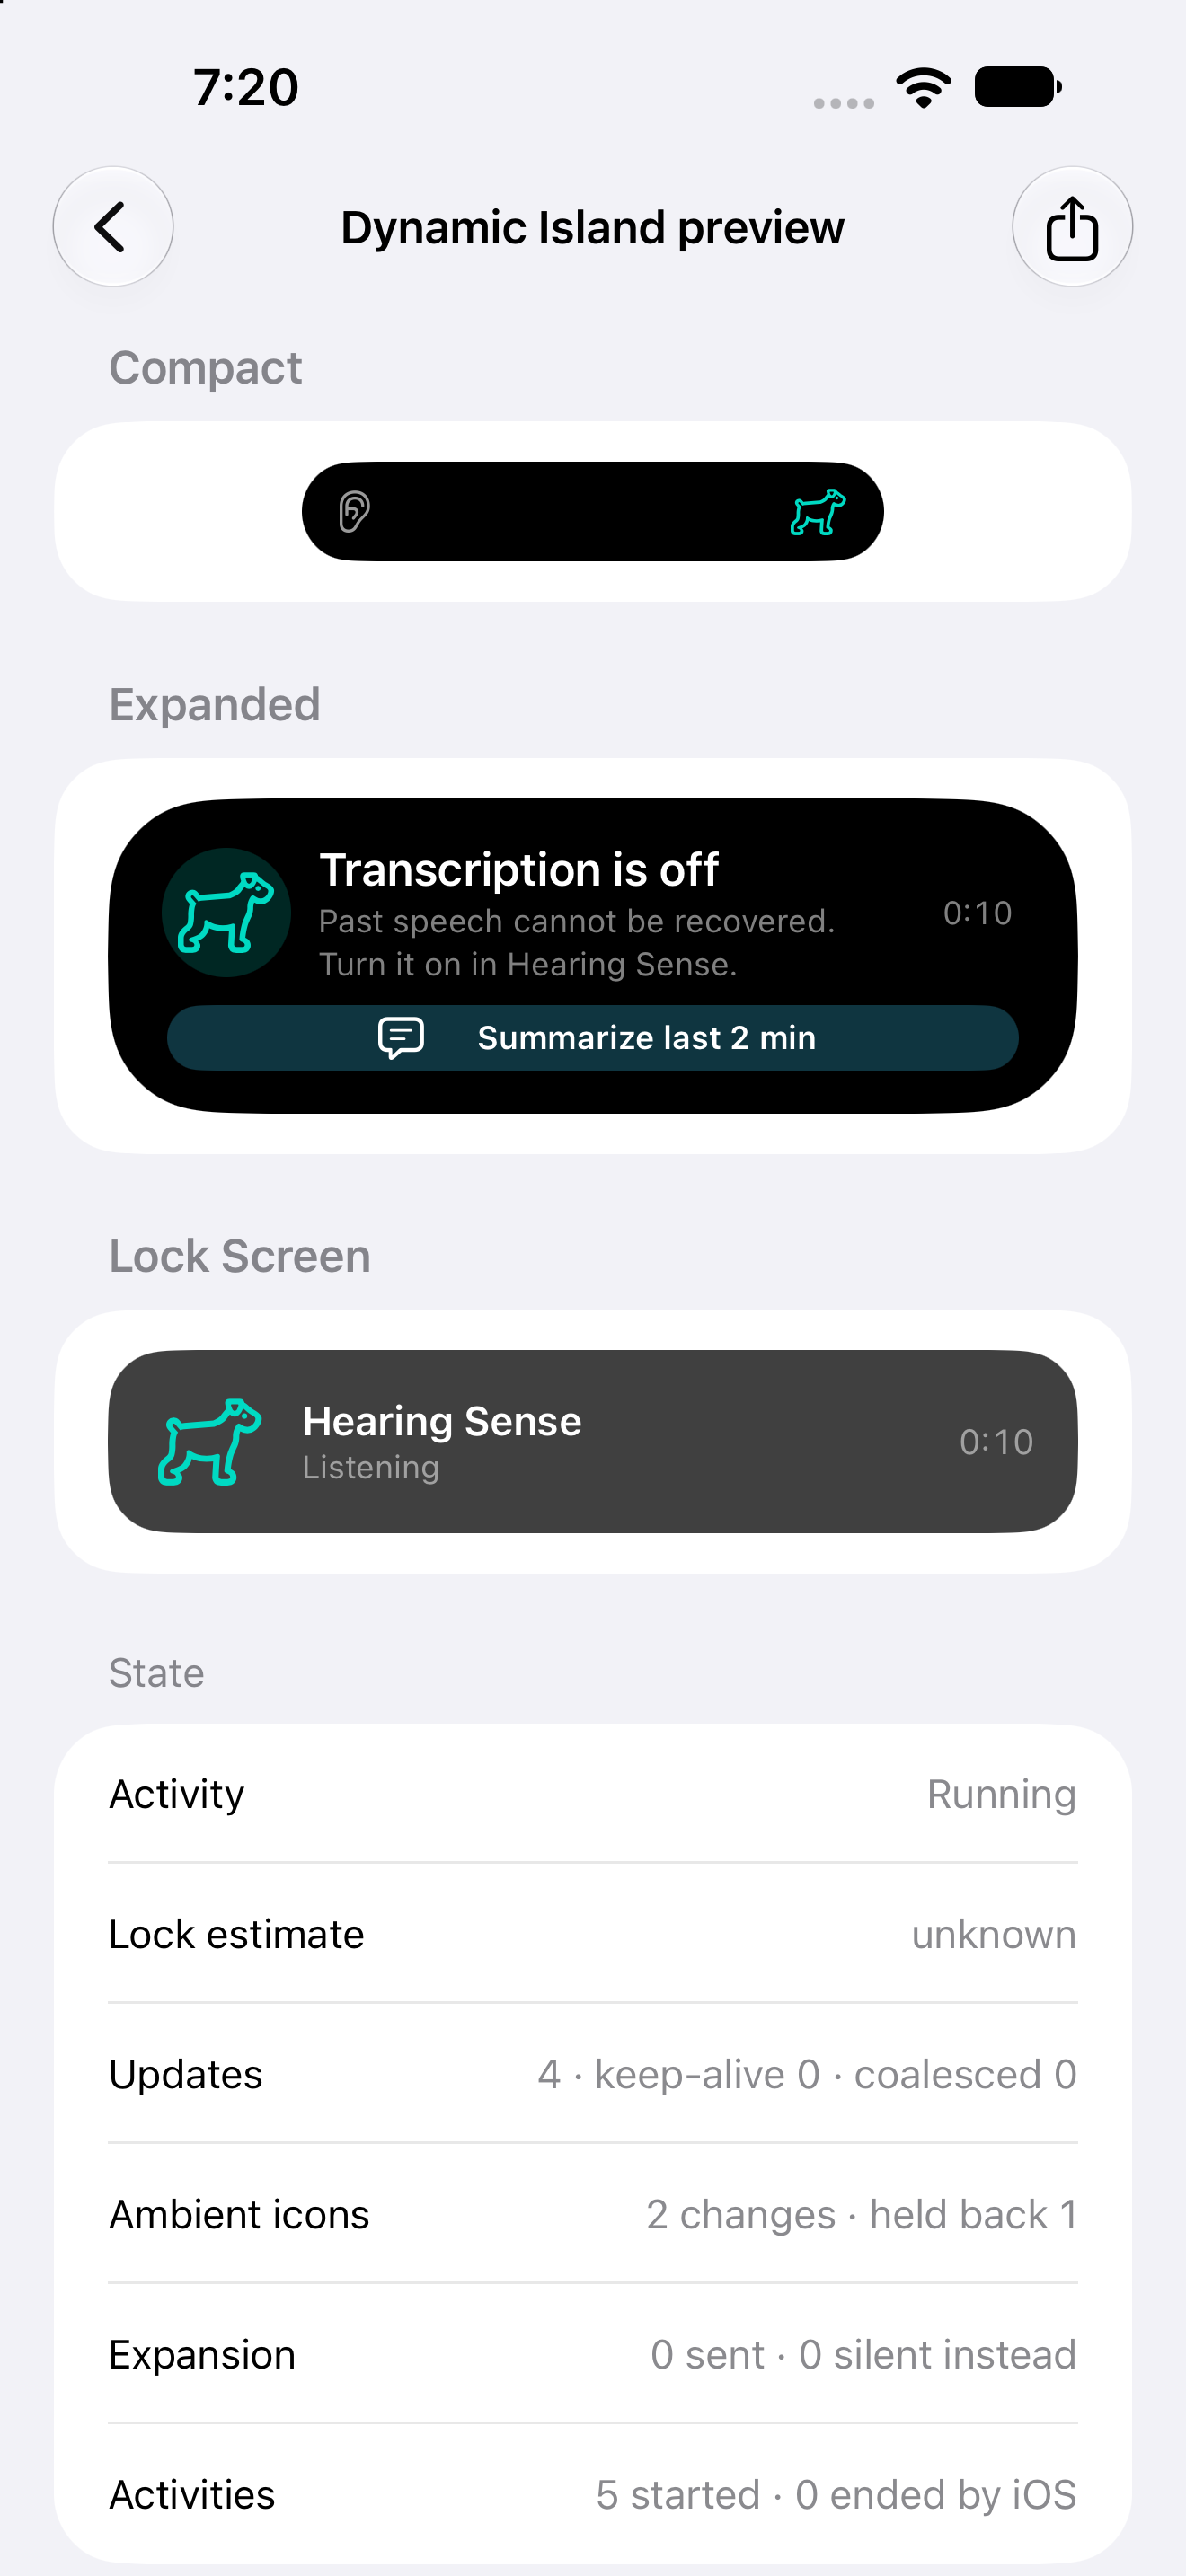 7:20
Dynamic Island preview
Compact
Expanded
Transcription is off
Past speech cannot be recovered.
Turn it on in Hearing Sense.
0:10
Summarize last 2 min
Lock Screen
Hearing Sense
Listening
0:10
State
Activity Running
Lock estimate unknown
Updates 4 · keep-alive 0 · coalesced 0
Ambient icons 2 changes · held back 1
Expansion 0 sent · 0 silent instead
Activities 5 started · 0 ended by iOS